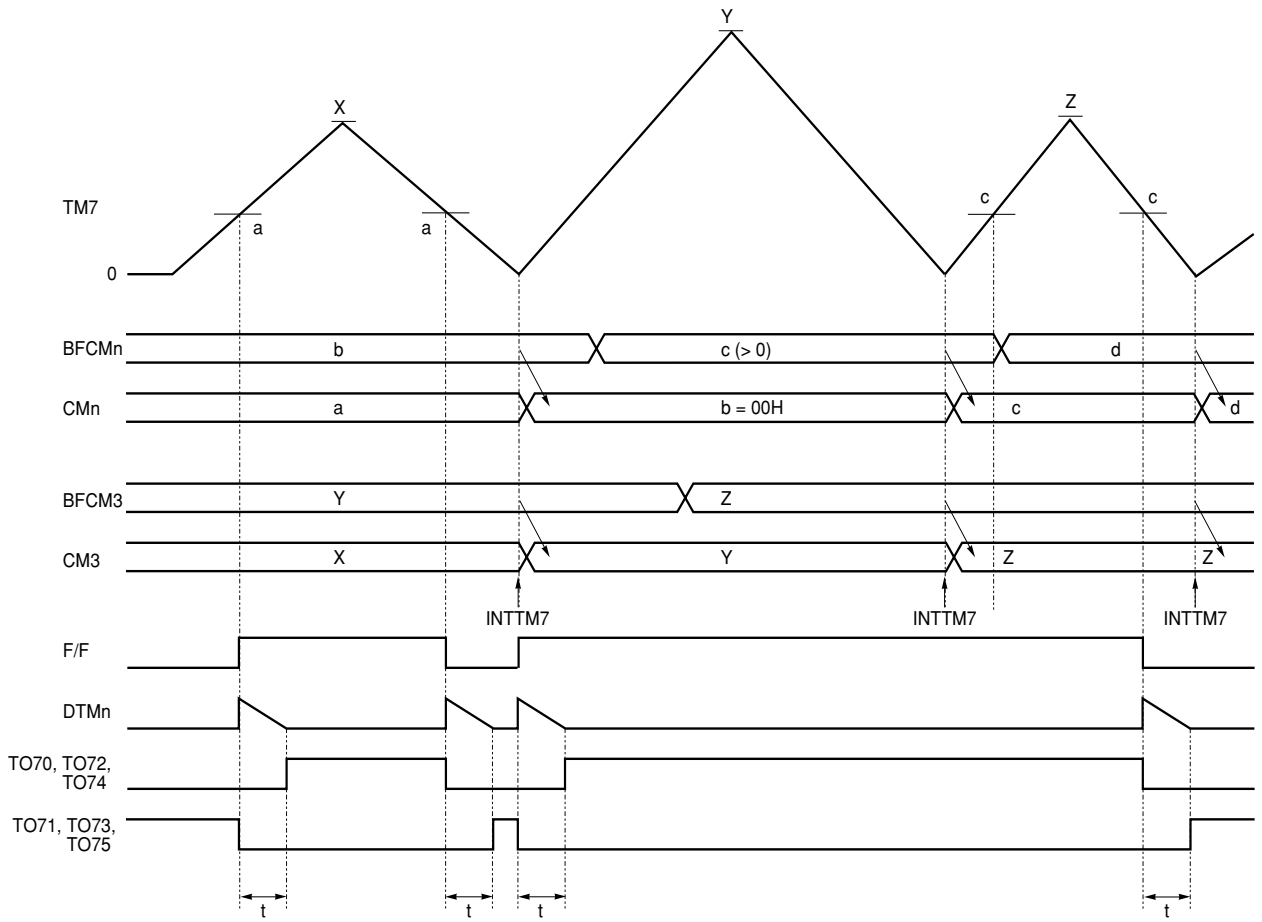 Y
X
Z
TM7
c
c
a
a
0
BFCMn
b
c (> 0)
d
CMn
a
b = 00H
c
d
BFCM3
Y
Z
CM3
X
Y
Z
Z
INTTM7
INTTM7
INTTM7
F/F
DTMn
TO70, TO72,
TO74
TO71, TO73,
TO75
t
t
t
t